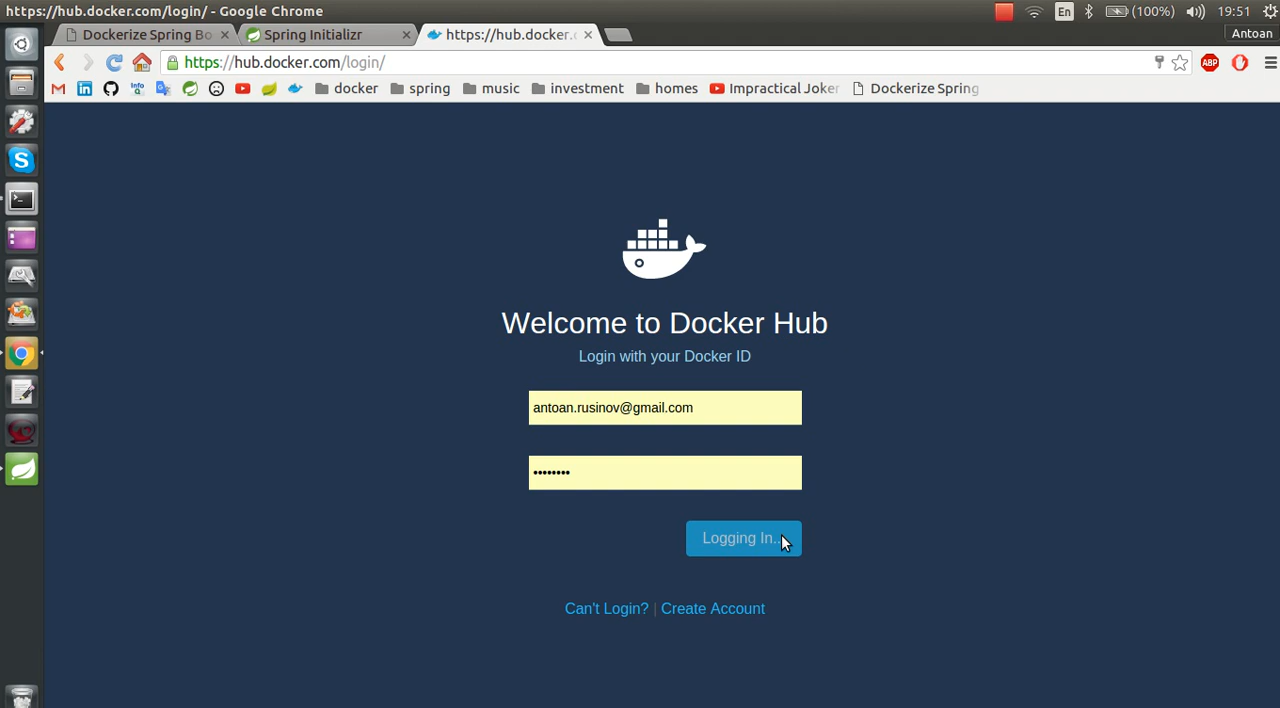 https://hub.docker.com/login/ - Google Chrome
En
(100%)
19:51
Dockerize Spring Bo
Spring Initializr
https://hub.docker.c
Antoan
https://hub.docker.com/login/
ABP
Info Q
docker
spring
music
investment
homes
Impractical Joker
Dockerize Spring
Welcome to Docker Hub
Login with your Docker ID
antoan.rusinov@gmail.com
••••••••
Logging In...
Can't Login? | Create Account